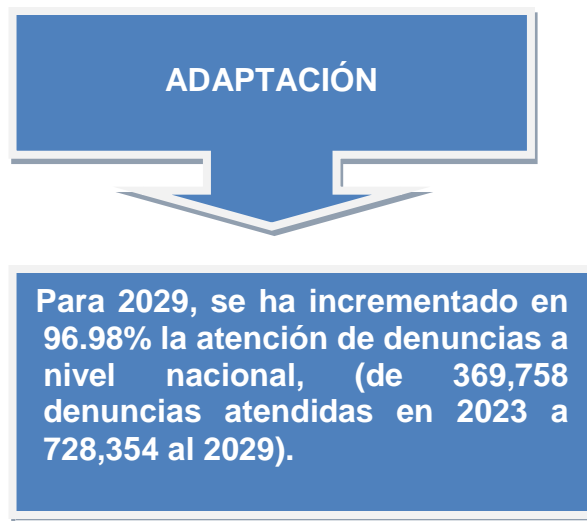 ADAPTACIÓN
Para 2029, se ha incrementado en
96.98% la atención de denuncias a
nivel nacional, (de 369,758
denuncias atendidas en 2023 a
728,354 al 2029).